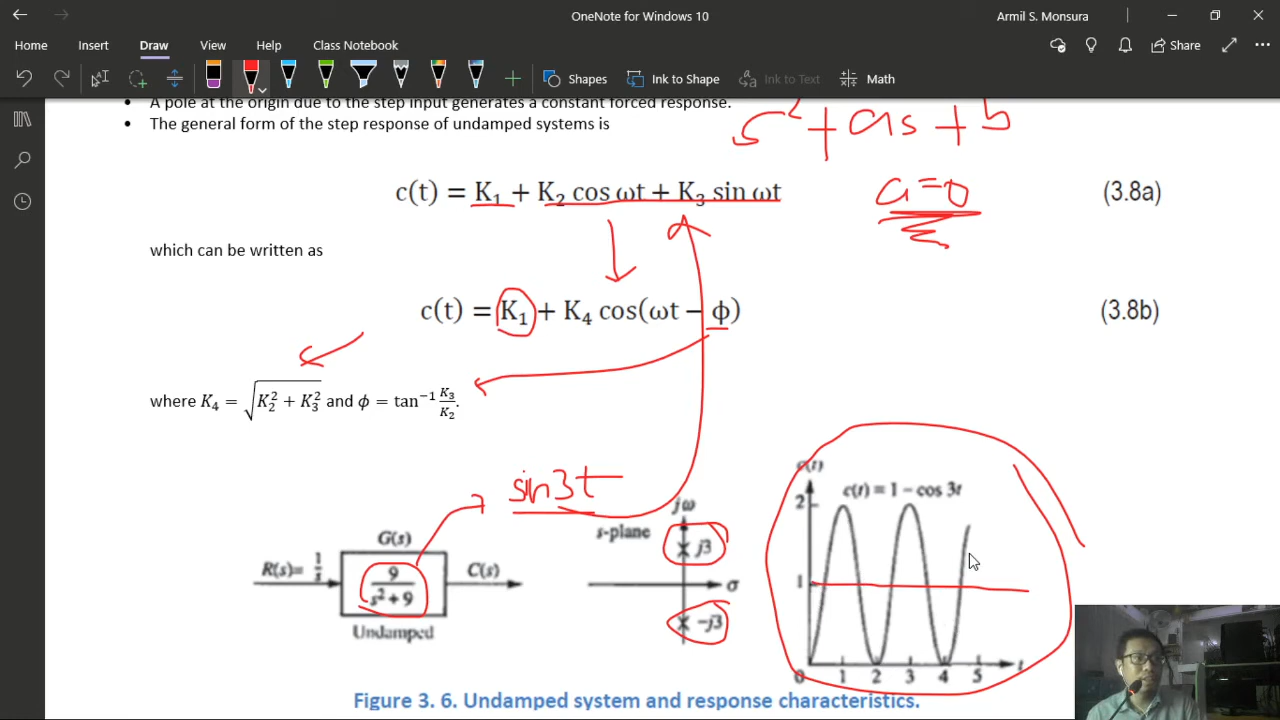 OneNote for Windows 10
Armil S. Monsura
Home Insert Draw View Help Class Notebook
Share
Shapes Ink to Shape Ink to Text Math
• A pole at the origin due to the step input generates a constant forced response.
• The general form of the step response of undamped systems is
s² + as + b
c(t) = K₁ + K₂ cos ωt + K₃ sin ωt (3.8a)
a = 0
which can be written as
c(t) = K₁ + K₄ cos(ωt − ϕ) (3.8b)
where K₄ = √(K₂² + K₃²) and ϕ = tan⁻¹ K₃/K₂.
sin3t
G(s)
R(s)= 1/s
9/(s² + 9)
C(s)
Undamped
jω
s-plane
j3
σ
-j3
c(t)
c(t) = 1 − cos 3t
2
1
0 1 2 3 4 5 t
Figure 3. 6. Undamped system and response characteristics.